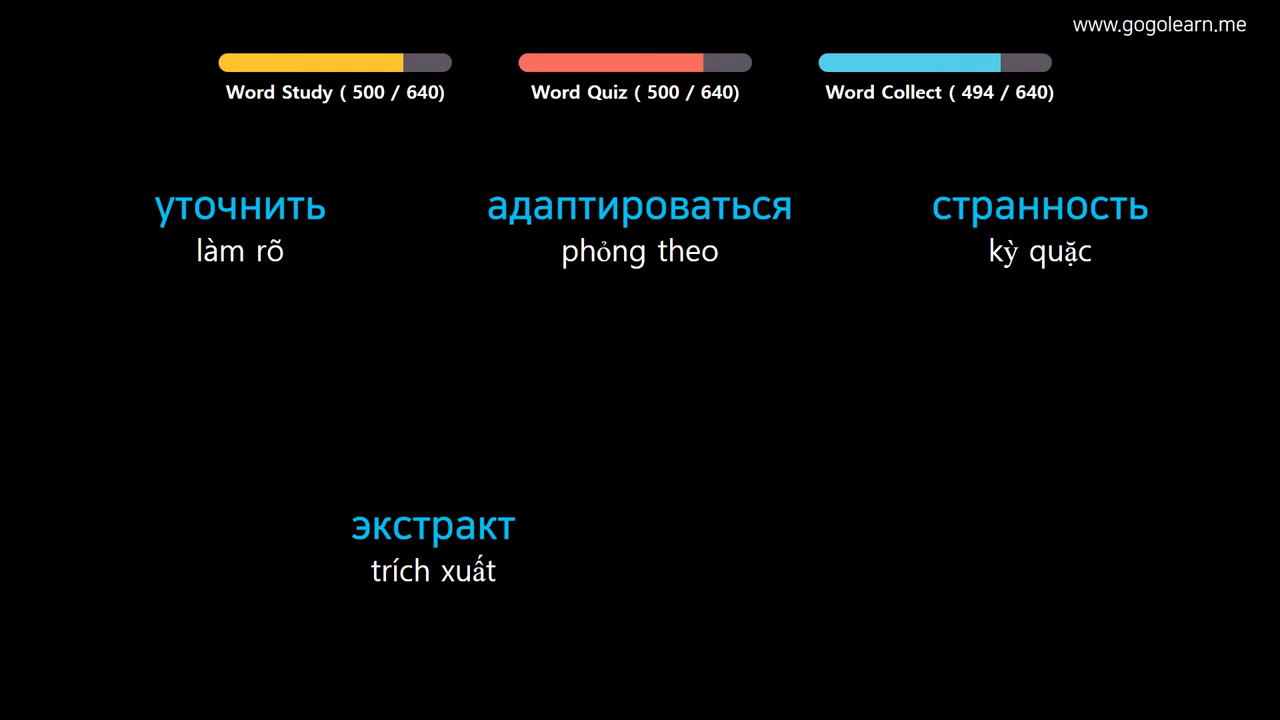 www.gogolearn.me
Word Study ( 500 / 640)
Word Quiz ( 500 / 640)
Word Collect ( 494 / 640)
уточнить
làm rõ
адаптироваться
phỏng theo
странность
kỳ quặc
экстракт
trích xuất